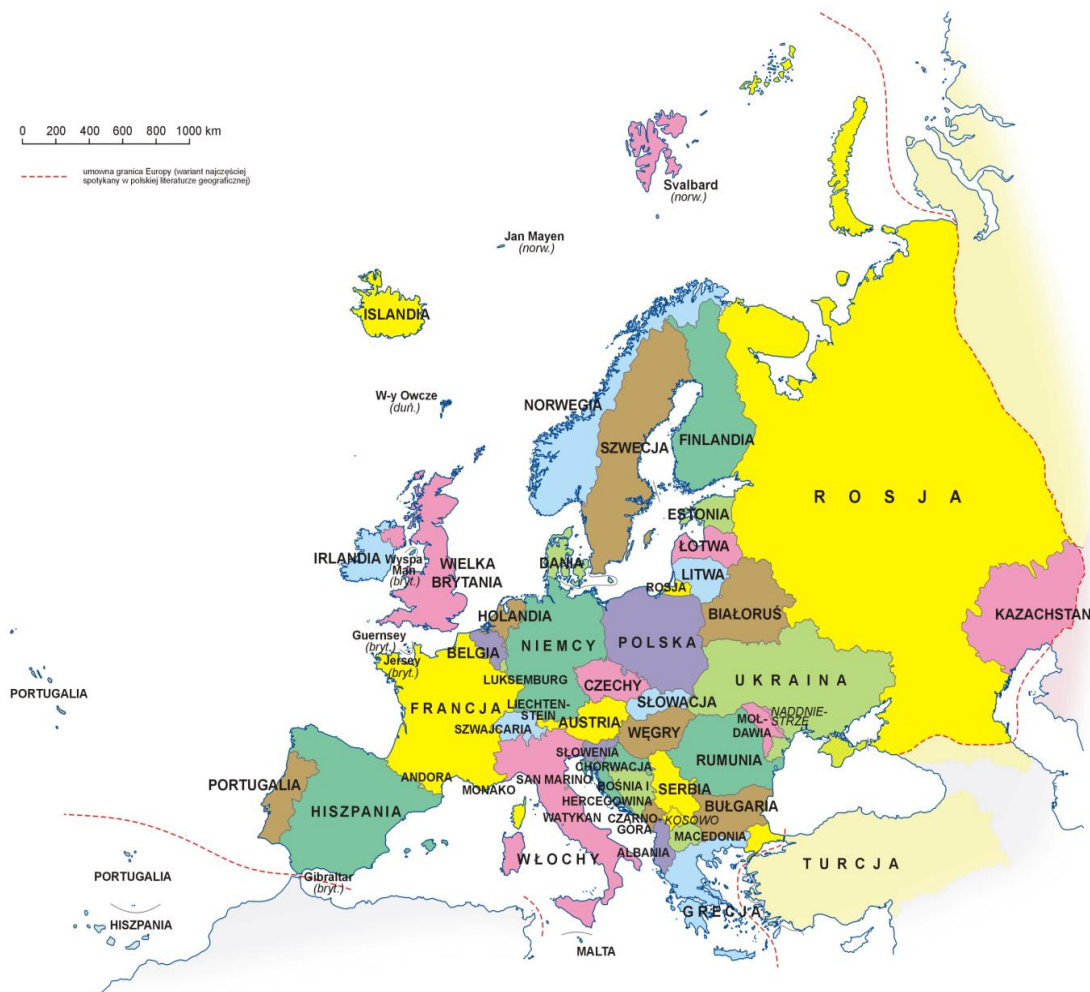 0 200 400 600 800 1000 km
umowna granica Europy (wariant najczęściej
spotykany w polskiej literaturze geograficznej)
Svalbard
(norw.)
Jan Mayen
(norw.)
ISLANDIA
W-y Owcze
(duń.)
NORWEGIA
SZWECJA
FINLANDIA
ROSJA
ESTONIA
ŁOTWA
LITWA
ROSJA
IRLANDIA
Wyspa
Man
(bryt.)
WIELKA
BRYTANIA
DANIA
BIAŁORUŚ
KAZACHSTAN
HOLANDIA
NIEMCY
POLSKA
Guernsey
(bryt.)
Jersey
(bryt.)
BELGIA
LUKSEMBURG
CZECHY
UKRAINA
PORTUGALIA
FRANCJA
LIECHTEN-
STEIN
SZWAJCARIA
AUSTRIA
SŁOWACJA
WĘGRY
MOŁ-
DAWIA
NADDNIE-
STRZE
SŁOWENIA
CHORWACJA
RUMUNIA
PORTUGALIA
HISZPANIA
ANDORA
MONAKO
SAN MARINO
BOŚNIA I
HERCEGOWINA
SERBIA
BUŁGARIA
WATYKAN
CZARNO-
GÓRA
KOSOWO
MACEDONIA
WŁOCHY
ALBANIA
TURCJA
PORTUGALIA
Gibraltar
(bryt.)
HISZPANIA
GRECJA
MALTA